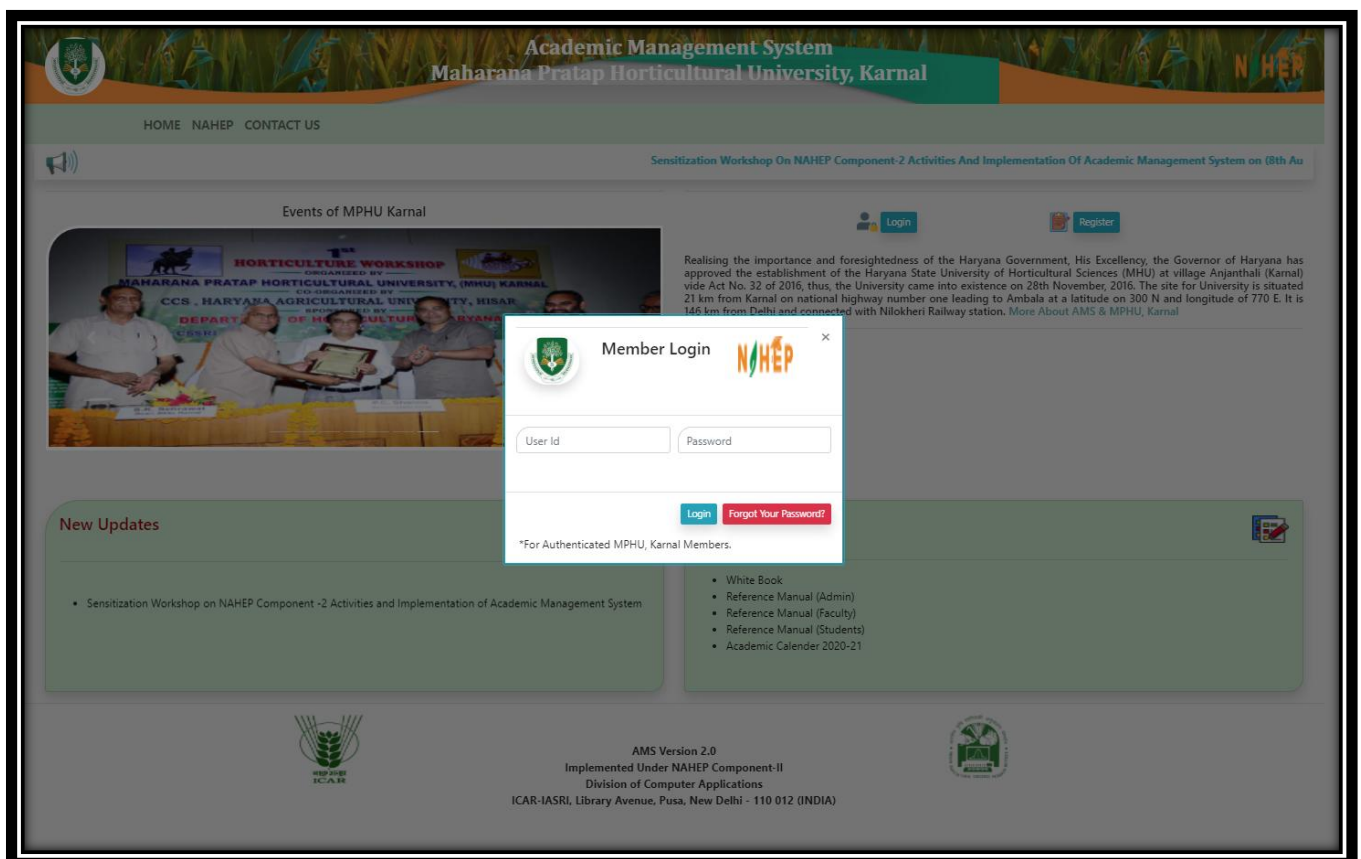 Academic Management System
Maharana Pratap Horticultural University, Karnal
NAHEP
HOME NAHEP CONTACT US
Sensitization Workshop On NAHEP Component-2 Activities And Implementation Of Academic Management System on (8th Au
Events of MPHU Karnal
1ST
HORTICULTURE WORKSHOP
ORGANIZED BY
MAHARANA PRATAP HORTICULTURAL UNIVERSITY, (MHU) KARNAL
CO-ORGANIZED BY
CCS . HARYANA AGRICULTURAL UNIVERSITY, HISAR
SPONSORED BY
Login
Register
Realising the importance and foresightedness of the Haryana Government, His Excellency, the Governor of Haryana has
approved the establishment of the Haryana State University of Horticultural Sciences (MHU) at village Anjanthali (Karnal)
vide Act No. 32 of 2016, thus, the University came into existence on 28th November, 2016. The site for University is situated
21 km from Karnal on national highway number one leading to Ambala at a latitude on 300 N and longitude of 770 E. It is
146 km from Delhi and connected with Nilokheri Railway station. More About AMS & MPHU, Karnal
Member Login
NAHEP
×
User Id
Password
Login
Forgot Your Password?
*For Authenticated MPHU, Karnal Members.
New Updates
• Sensitization Workshop on NAHEP Component -2 Activities and Implementation of Academic Management System
• White Book
• Reference Manual (Admin)
• Reference Manual (Faculty)
• Reference Manual (Students)
• Academic Calender 2020-21
ICAR
AMS Version 2.0
Implemented Under NAHEP Component-II
Division of Computer Applications
ICAR-IASRI, Library Avenue, Pusa, New Delhi - 110 012 (INDIA)